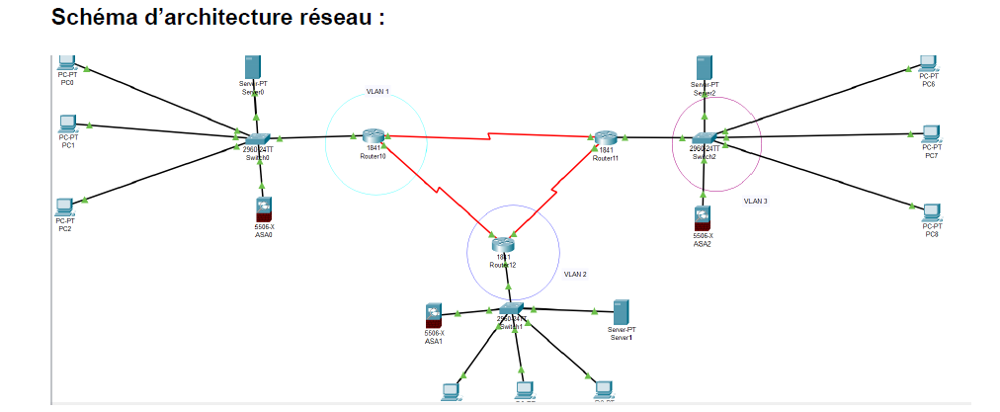 Schéma d'architecture réseau :
PC-PT
PC0
Server-PT
Server0
VLAN 1
Server-PT
Server2
PC-PT
PC6
PC-PT
PC1
2960-24TT
Switch0
1841
Router10
1841
Router11
2960-24TT
Switch2
PC-PT
PC7
PC-PT
PC2
5506-X
ASA0
VLAN 3
5506-X
ASA2
PC-PT
PC8
1841
Router12
VLAN 2
5506-X
ASA1
2960-24TT
Switch1
Server-PT
Server1